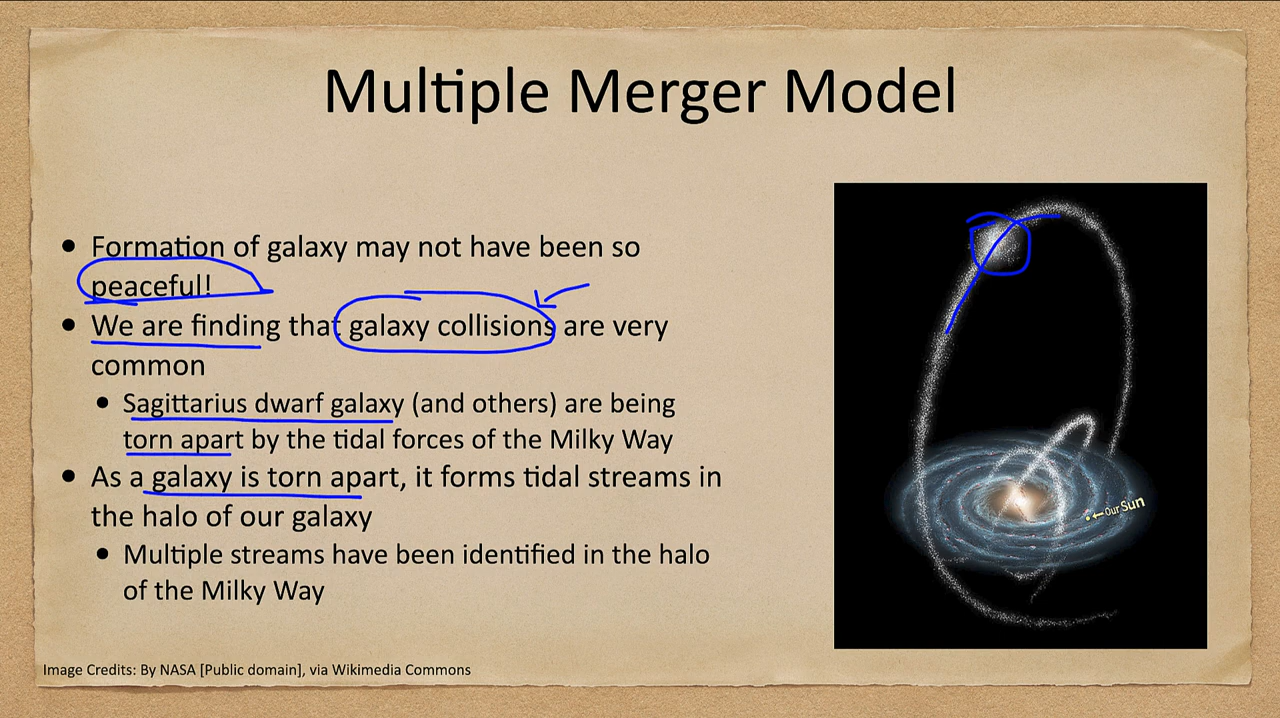 Multiple Merger Model
• Formation of galaxy may not have been so
peaceful!
• We are finding that galaxy collisions are very
common
• Sagittarius dwarf galaxy (and others) are being
torn apart by the tidal forces of the Milky Way
• As a galaxy is torn apart, it forms tidal streams in
the halo of our galaxy
• Multiple streams have been identified in the halo
of the Milky Way
← Our Sun
Image Credits: By NASA [Public domain], via Wikimedia Commons